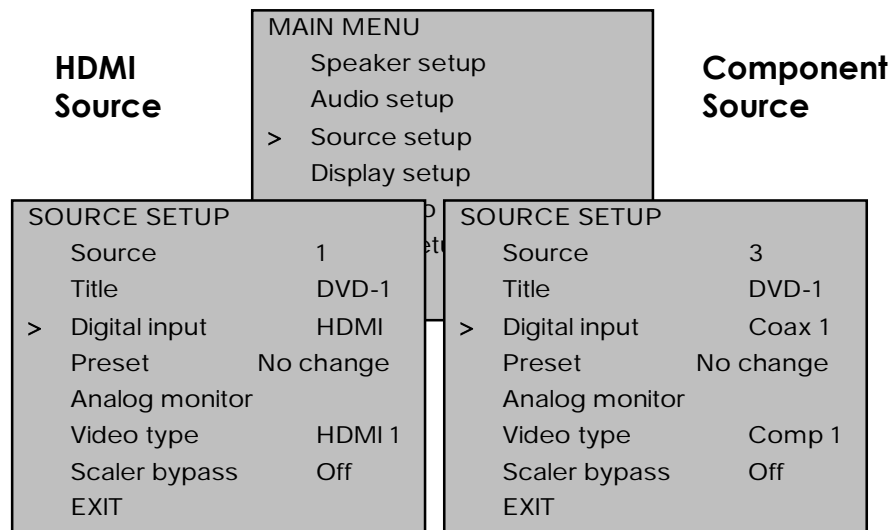 HDMI
Source
MAIN MENU
Speaker setup
Audio setup
> Source setup
Display setup
Component
Source
SOURCE SETUP
Source 1
Title DVD-1
> Digital input HDMI
Preset No change
Analog monitor
Video type HDMI 1
Scaler bypass Off
EXIT
SOURCE SETUP
Source 3
Title DVD-1
> Digital input Coax 1
Preset No change
Analog monitor
Video type Comp 1
Scaler bypass Off
EXIT